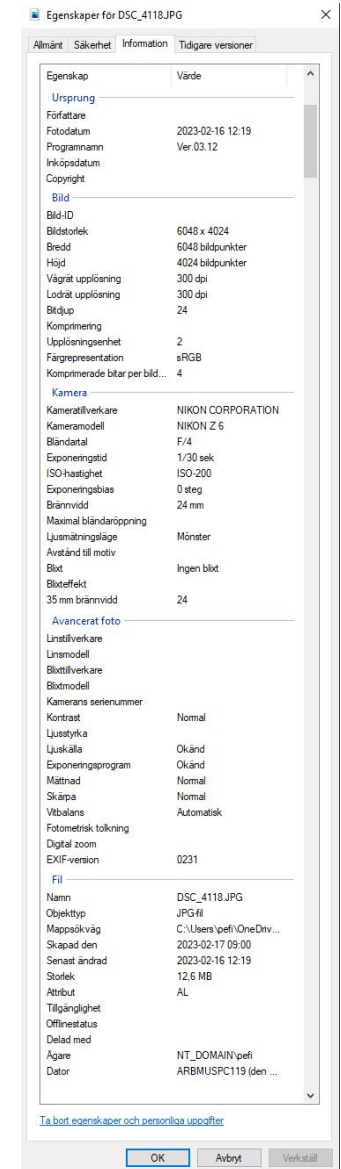 Egenskaper för DSC_4118.JPG
Allmänt Säkerhet Information Tidigare versioner
Egenskap Värde
Ursprung
Författare
Fotodatum 2023-02-16 12:19
Programnamn Ver.03.12
Inköpsdatum
Copyright
Bild
Bild-ID
Bildstorlek 6048 x 4024
Bredd 6048 bildpunkter
Höjd 4024 bildpunkter
Vågrät upplösning 300 dpi
Lodrät upplösning 300 dpi
Bitdjup 24
Komprimering
Upplösningsenhet 2
Färgrepresentation sRGB
Komprimerade bitar per bild... 4
Kamera
Kameratillverkare NIKON CORPORATION
Kameramodell NIKON Z 6
Bländartal F/4
Exponeringstid 1/30 sek
ISO-hastighet ISO-200
Exponeringsbias 0 steg
Brännvidd 24 mm
Maximal bländaröppning
Ljusmätningsläge Mönster
Avstånd till motiv
Blixt Ingen blixt
Blixteffekt
35 mm brännvidd 24
Avancerat foto
Linstillverkare
Linsmodell
Blixttillverkare
Blixtmodell
Kamerans serienummer
Kontrast Normal
Ljusstyrka
Ljuskälla Okänd
Exponeringsprogram Okänd
Mättnad Normal
Skärpa Normal
Vitbalans Automatisk
Fotometrisk tolkning
Digital zoom
EXIF-version 0231
Fil
Namn DSC_4118.JPG
Objekttyp JPG-fil
Mappsökväg C:\Users\pefi\OneDriv...
Skapad den 2023-02-17 09:00
Senast ändrad 2023-02-16 12:19
Storlek 12,6 MB
Attribut AL
Tillgänglighet
Offlinestatus
Delad med
Ägare NT_DOMAIN\pefi
Dator ARBMUSPC119 (den ...
Ta bort egenskaper och personliga uppgifter
OK Avbryt Verkställ